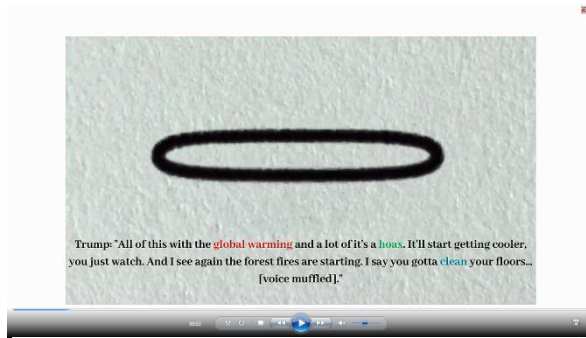 Trump: "All of this with the global warming and a lot of it's a hoax. It'll start getting cooler,
you just watch. And I see again the forest fires are starting. I say you gotta clean your floors...
[voice muffled]."